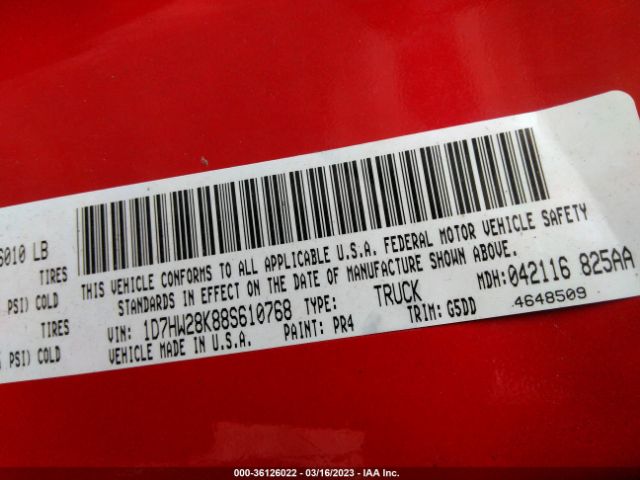 6010 LB
TIRES
PSI) COLD
TIRES
PSI) COLD
THIS VEHICLE CONFORMS TO ALL APPLICABLE U.S.A. FEDERAL MOTOR VEHICLE SAFETY
STANDARDS IN EFFECT ON THE DATE OF MANUFACTURE SHOWN ABOVE.
VIN: 1D7HW28K88S610768 TYPE: TRUCK MDH: 042116 825AA
VEHICLE MADE IN U.S.A. PAINT: PR4 TRIM: G5DD 4648509
000-36126022 - 03/16/2023 - IAA Inc.